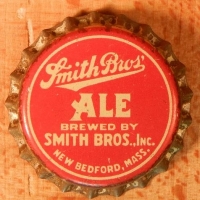 Smith Bros
ALE
BREWED BY
SMITH BROS., INC.
NEW BEDFORD, MASS.